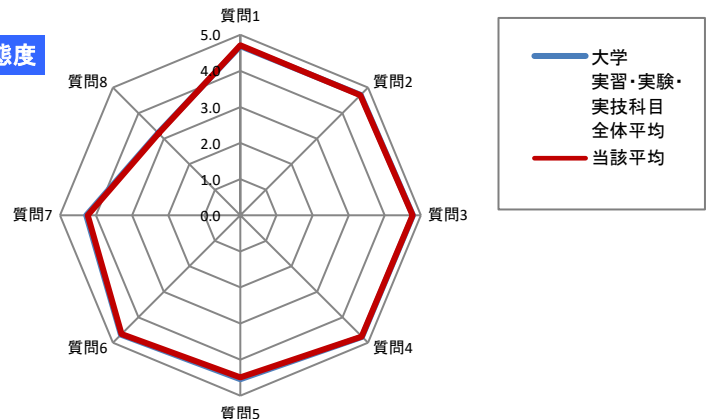 態度
質問1
5.0
4.0
3.0
2.0
1.0
0.0
質問2
質問3
質問4
質問5
質問6
質問7
質問8
大学
実習・実験・
実技科目
全体平均
当該平均